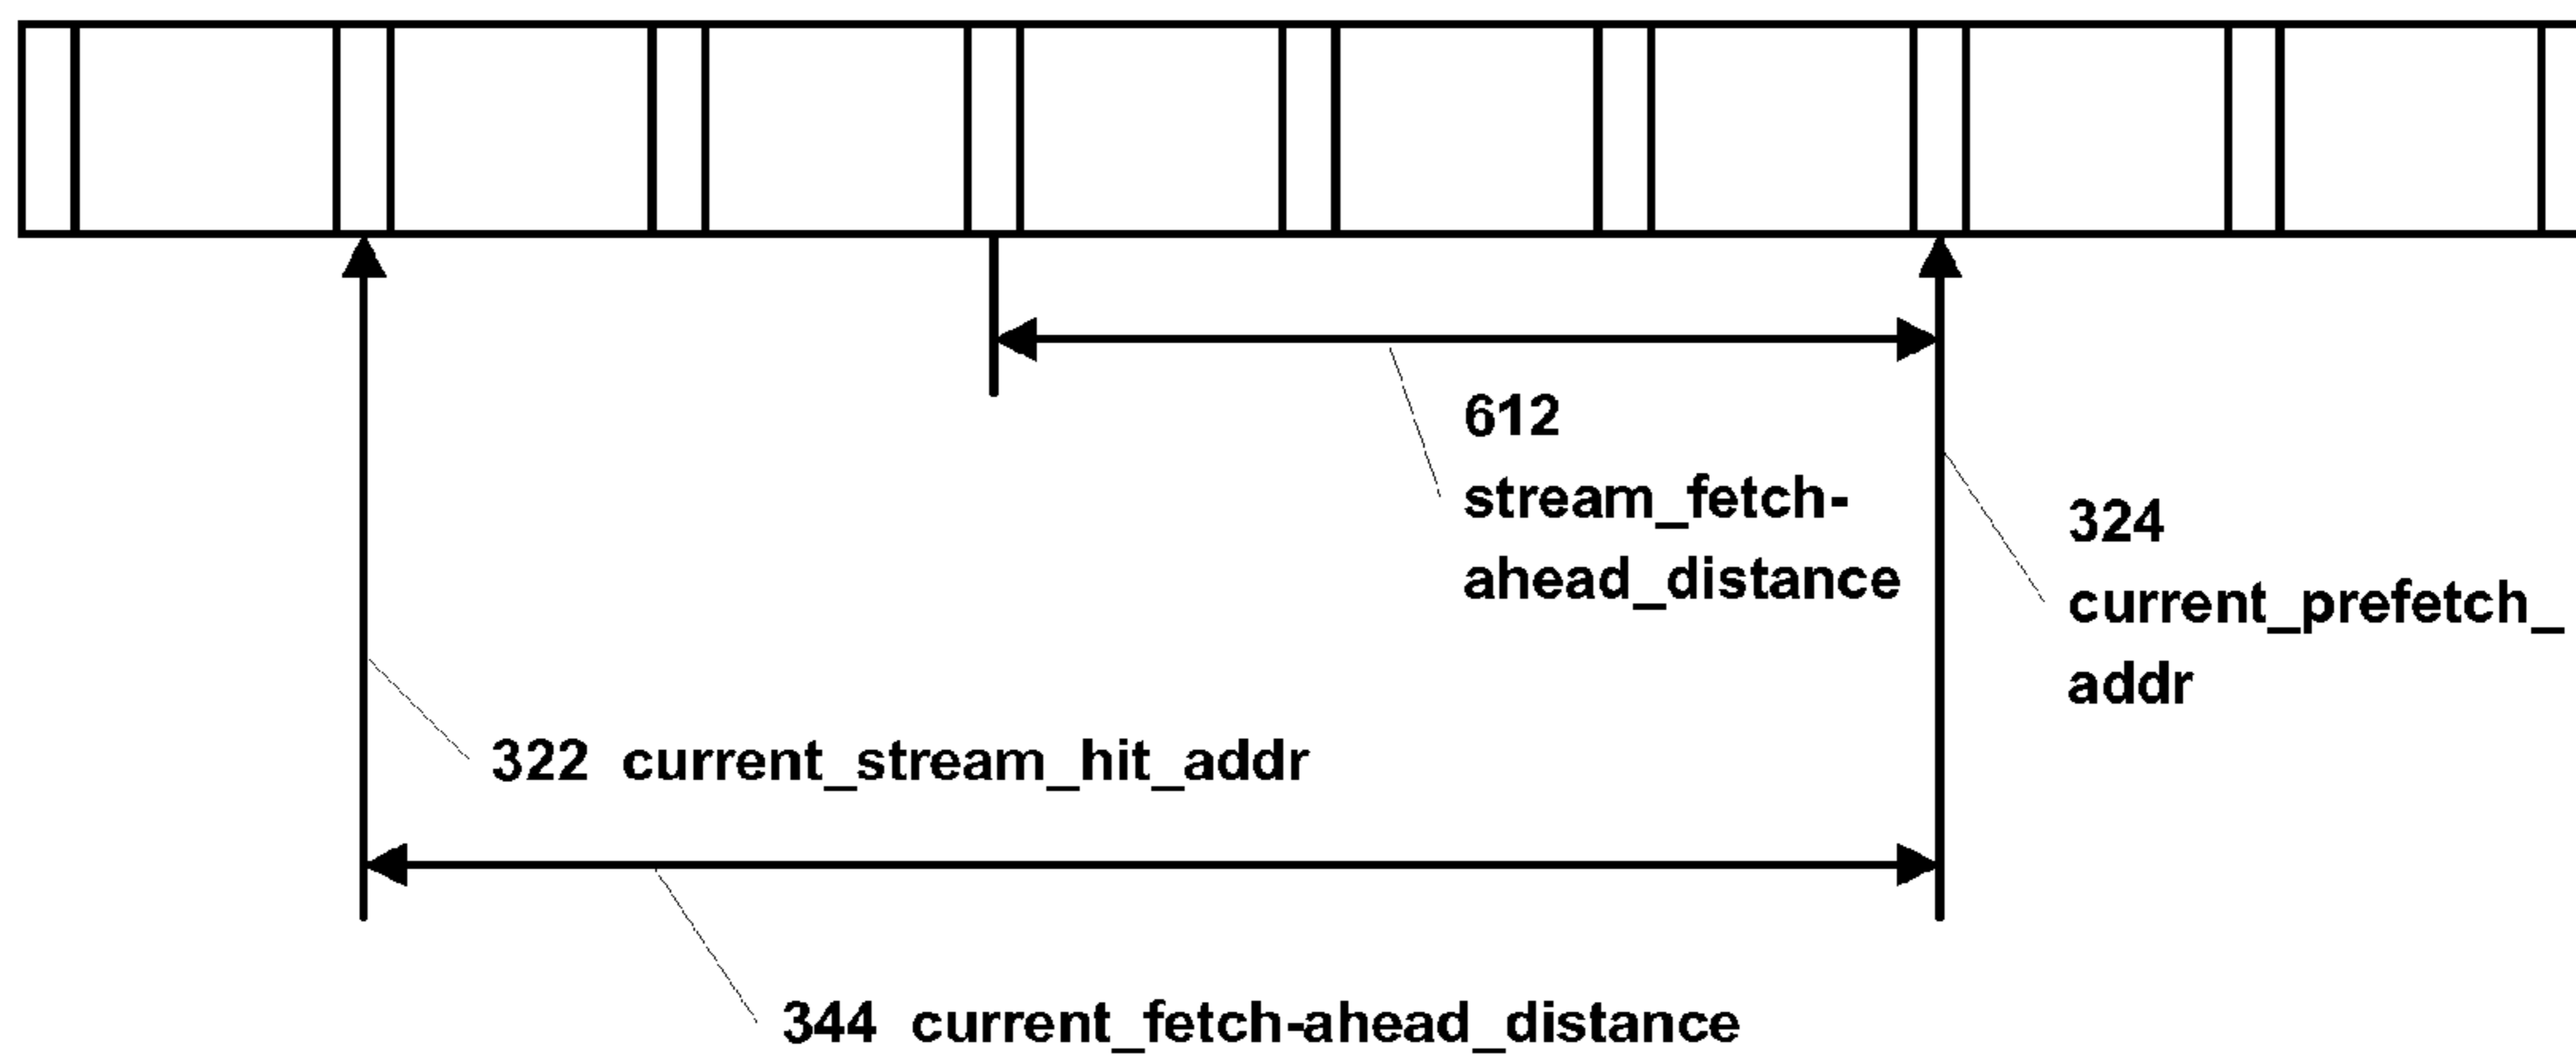 612
stream_fetch-
ahead_distance
324
current_prefetch_
addr
322 current_stream_hit_addr
344 current_fetch-ahead_distance